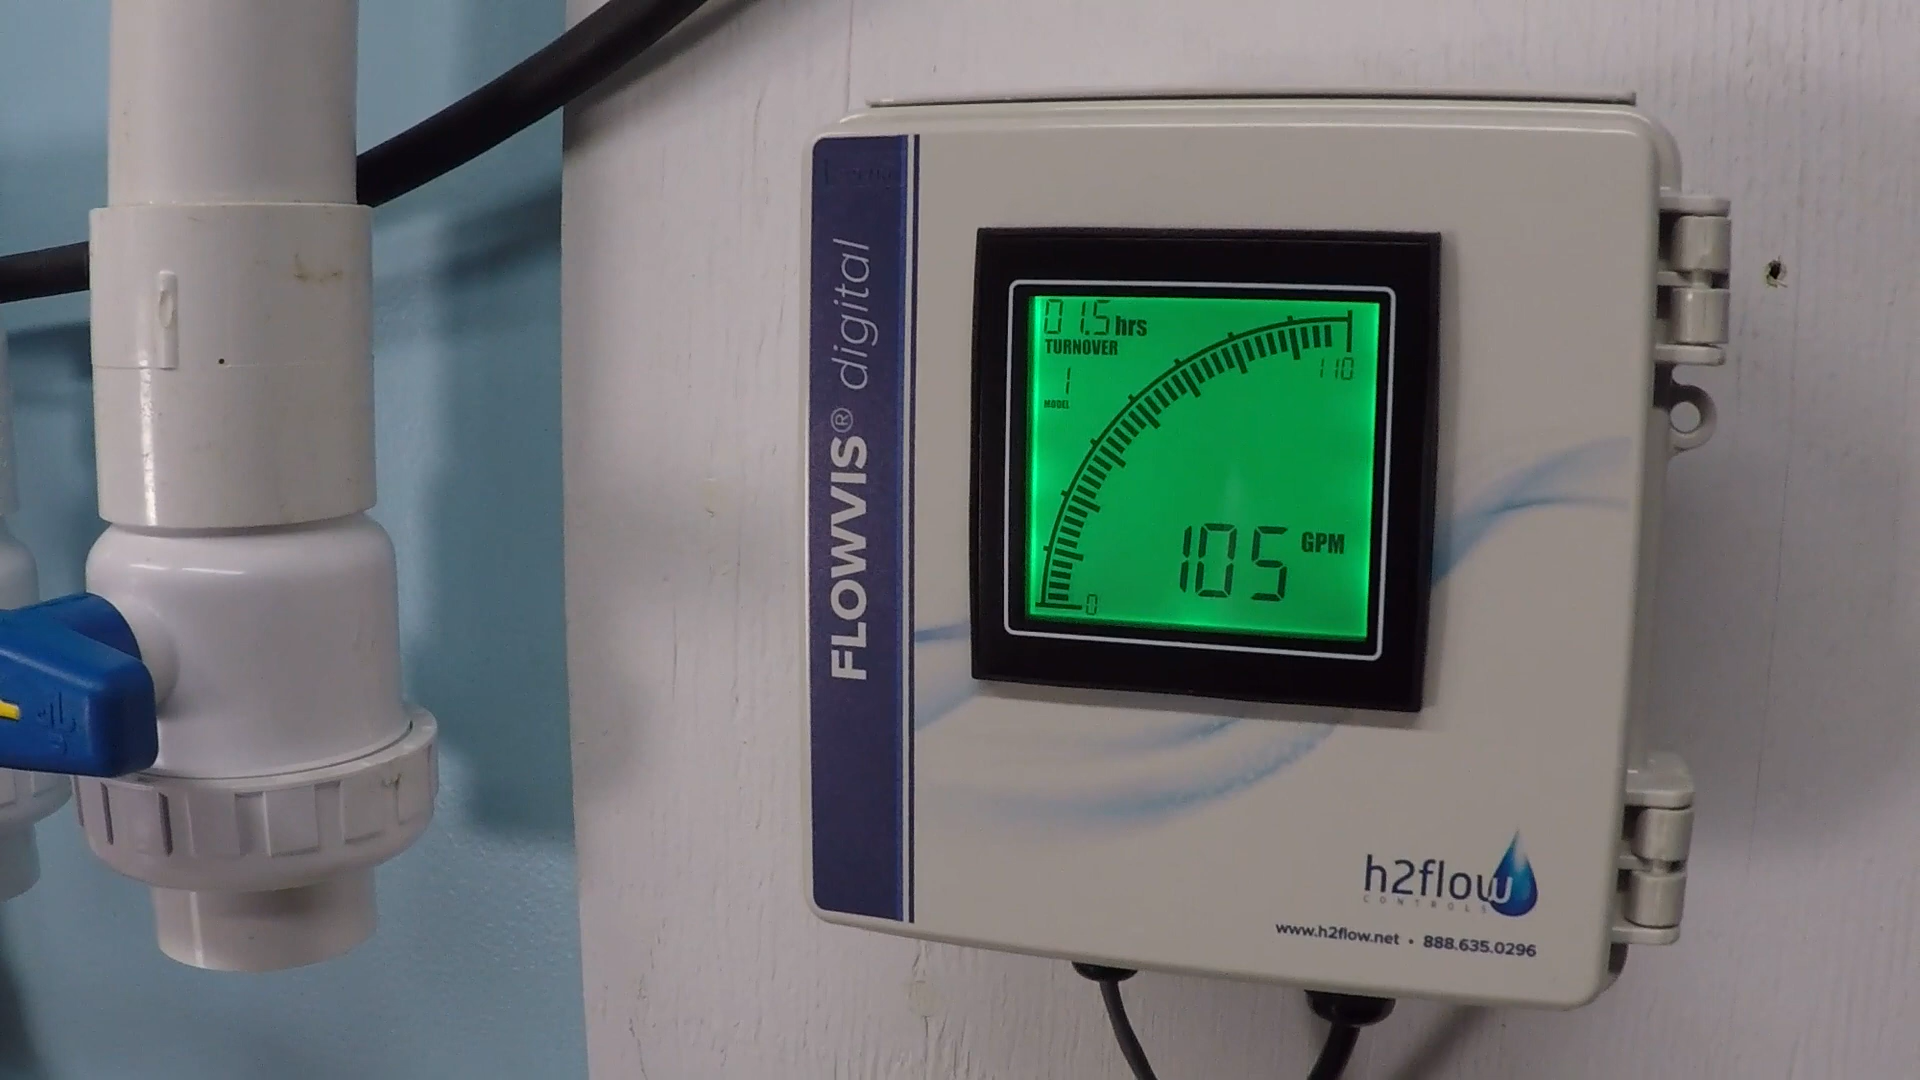 FLOWVIS® digital
01.5 hrs
TURNOVER
1
MODEL
110
105 GPM
0
h2flow
CONTROLS
www.h2flow.net • 888.635.0296